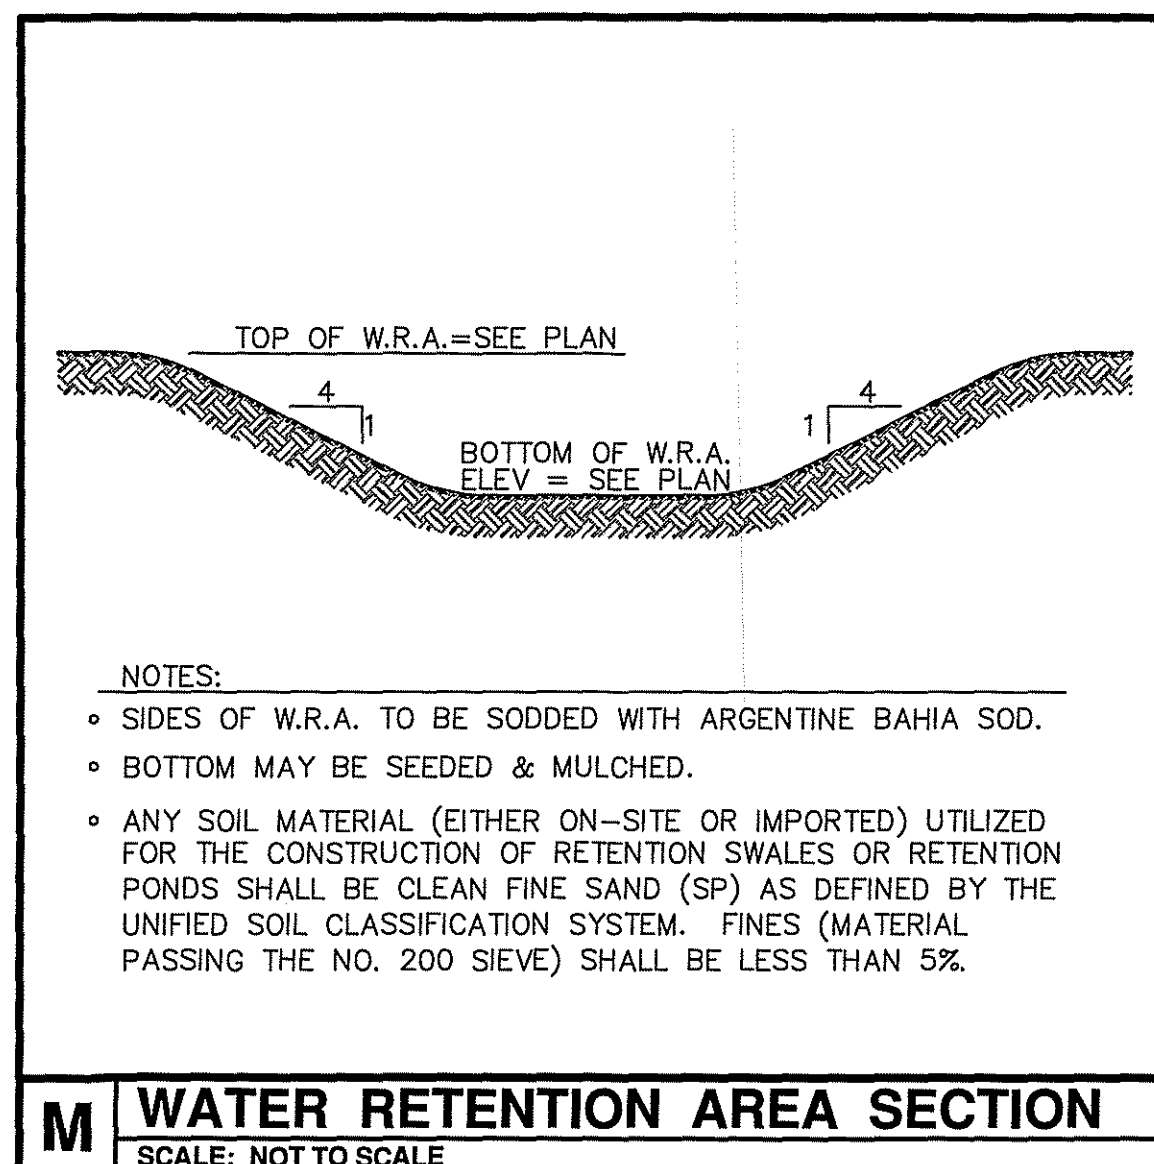 TOP OF W.R.A.=SEE PLAN
4
1
4
1
BOTTOM OF W.R.A.
ELEV = SEE PLAN
NOTES:
∘ SIDES OF W.R.A. TO BE SODDED WITH ARGENTINE BAHIA SOD.
∘ BOTTOM MAY BE SEEDED & MULCHED.
∘ ANY SOIL MATERIAL (EITHER ON-SITE OR IMPORTED) UTILIZED
FOR THE CONSTRUCTION OF RETENTION SWALES OR RETENTION
PONDS SHALL BE CLEAN FINE SAND (SP) AS DEFINED BY THE
UNIFIED SOIL CLASSIFICATION SYSTEM. FINES (MATERIAL
PASSING THE NO. 200 SIEVE) SHALL BE LESS THAN 5%.
M
WATER RETENTION AREA SECTION
SCALE: NOT TO SCALE